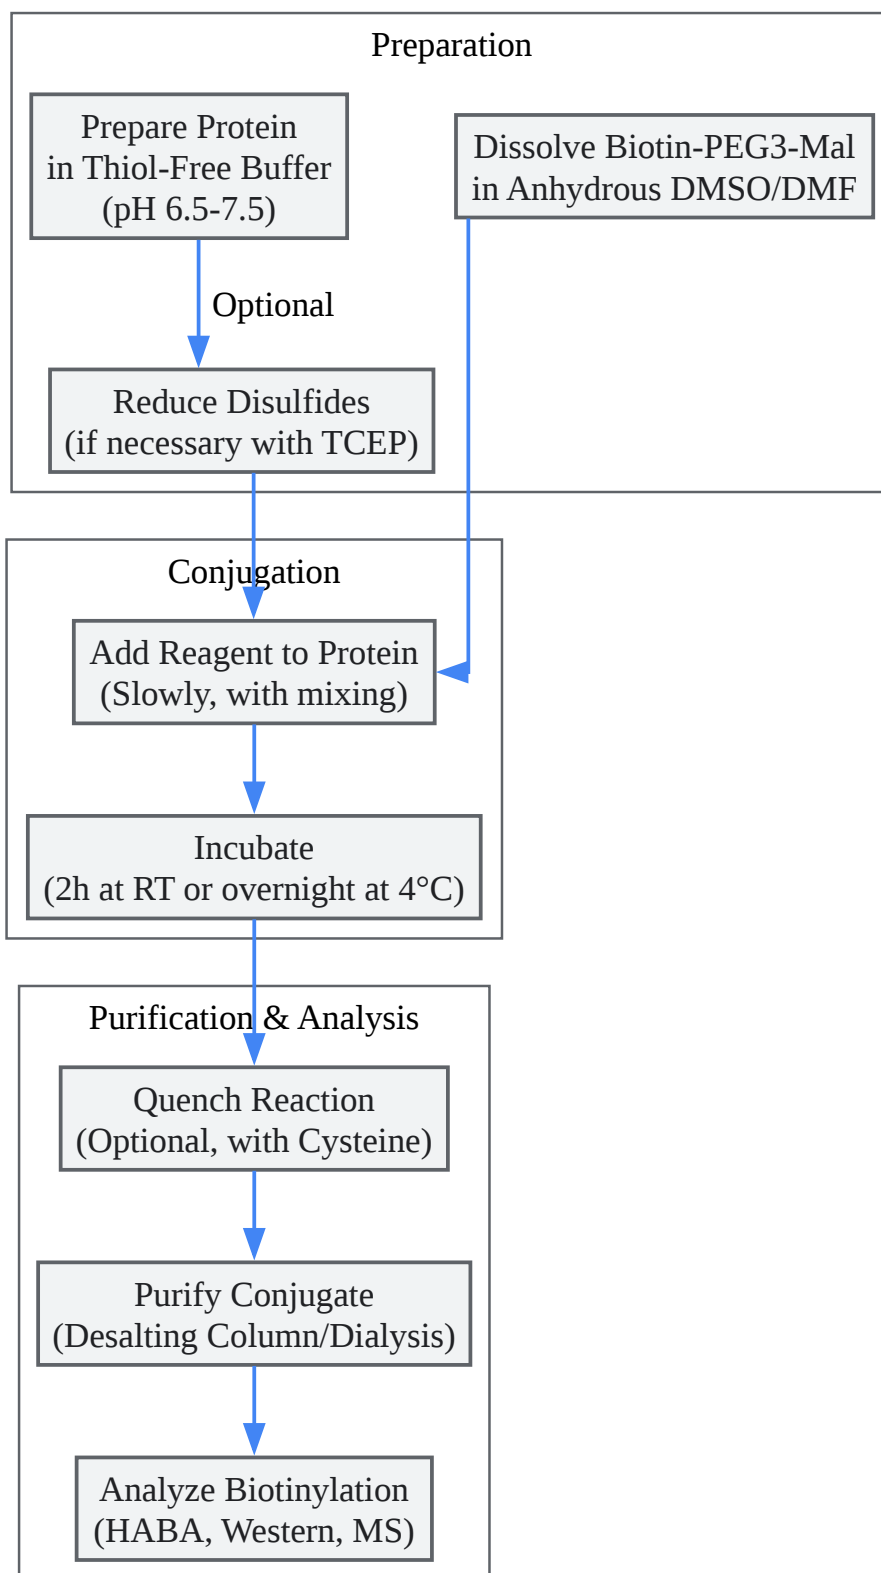 Preparation
Prepare Protein
in Thiol-Free Buffer
(pH 6.5-7.5)
Dissolve Biotin-PEG3-Mal
in Anhydrous DMSO/DMF
Optional
Reduce Disulfides
(if necessary with TCEP)
Conjugation
Add Reagent to Protein
(Slowly, with mixing)
Incubate
(2h at RT or overnight at 4°C)
Purification & Analysis
Quench Reaction
(Optional, with Cysteine)
Purify Conjugate
(Desalting Column/Dialysis)
Analyze Biotinylation
(HABA, Western, MS)